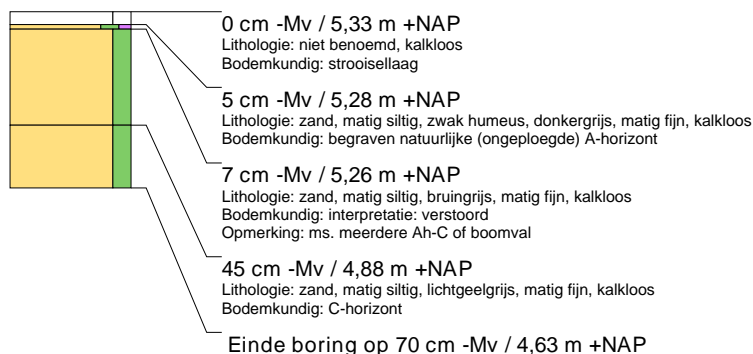 0 cm -Mv / 5,33 m +NAP
Lithologie: niet benoemd, kalkloos
Bodemkundig: strooisellaag
5 cm -Mv / 5,28 m +NAP
Lithologie: zand, matig siltig, zwak humeus, donkergrijs, matig fijn, kalkloos
Bodemkundig: begraven natuurlijke (ongeploegde) A-horizont
7 cm -Mv / 5,26 m +NAP
Lithologie: zand, matig siltig, bruingrijs, matig fijn, kalkloos
Bodemkundig: interpretatie: verstoord
Opmerking: ms. meerdere Ah-C of boomval
45 cm -Mv / 4,88 m +NAP
Lithologie: zand, matig siltig, lichtgeelgrijs, matig fijn, kalkloos
Bodemkundig: C-horizont
Einde boring op 70 cm -Mv / 4,63 m +NAP